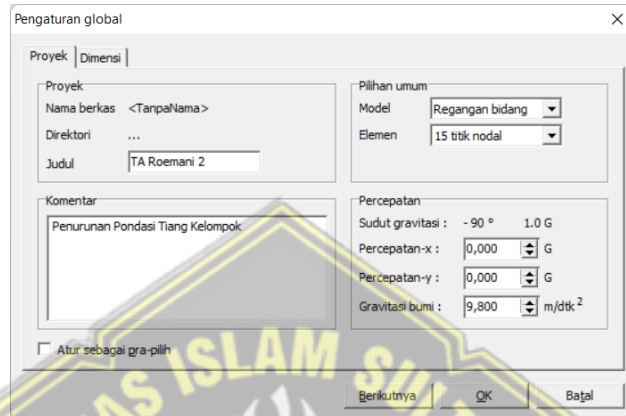 Pengaturan global
Proyek Dimensi
Proyek
Nama berkas <TanpaNama>
Direktori ...
Judul TA Roemani 2
Pilihan umum
Model Regangan bidang
Elemen 15 titik nodal
Komentar
Penurunan Pondasi Tiang Kelompok
Percepatan
Sudut gravitasi : - 90 ° 1.0 G
Percepatan-x : 0,000 G
Percepatan-y : 0,000 G
Gravitasi bumi : 9,800 m/dtk 2
Atur sebagai pra-pilih
Berikutnya OK Batal
ISLAM